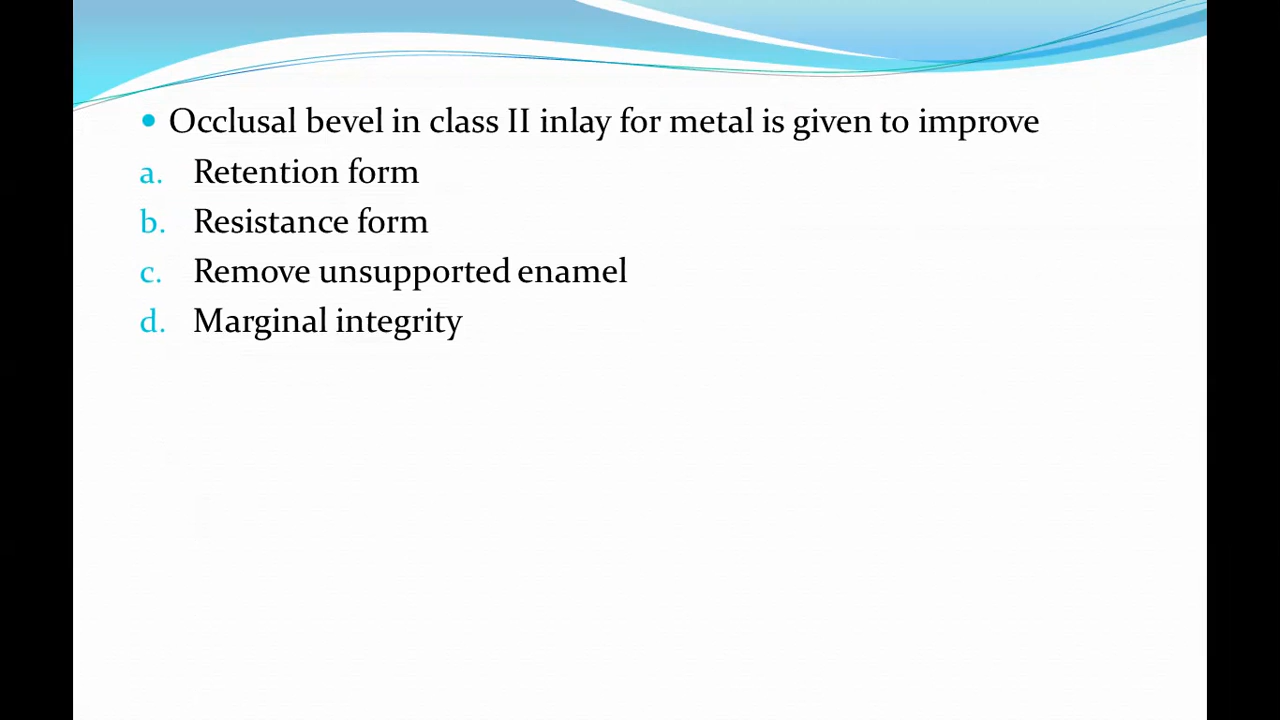 • Occlusal bevel in class II inlay for metal is given to improve
a. Retention form
b. Resistance form
c. Remove unsupported enamel
d. Marginal integrity